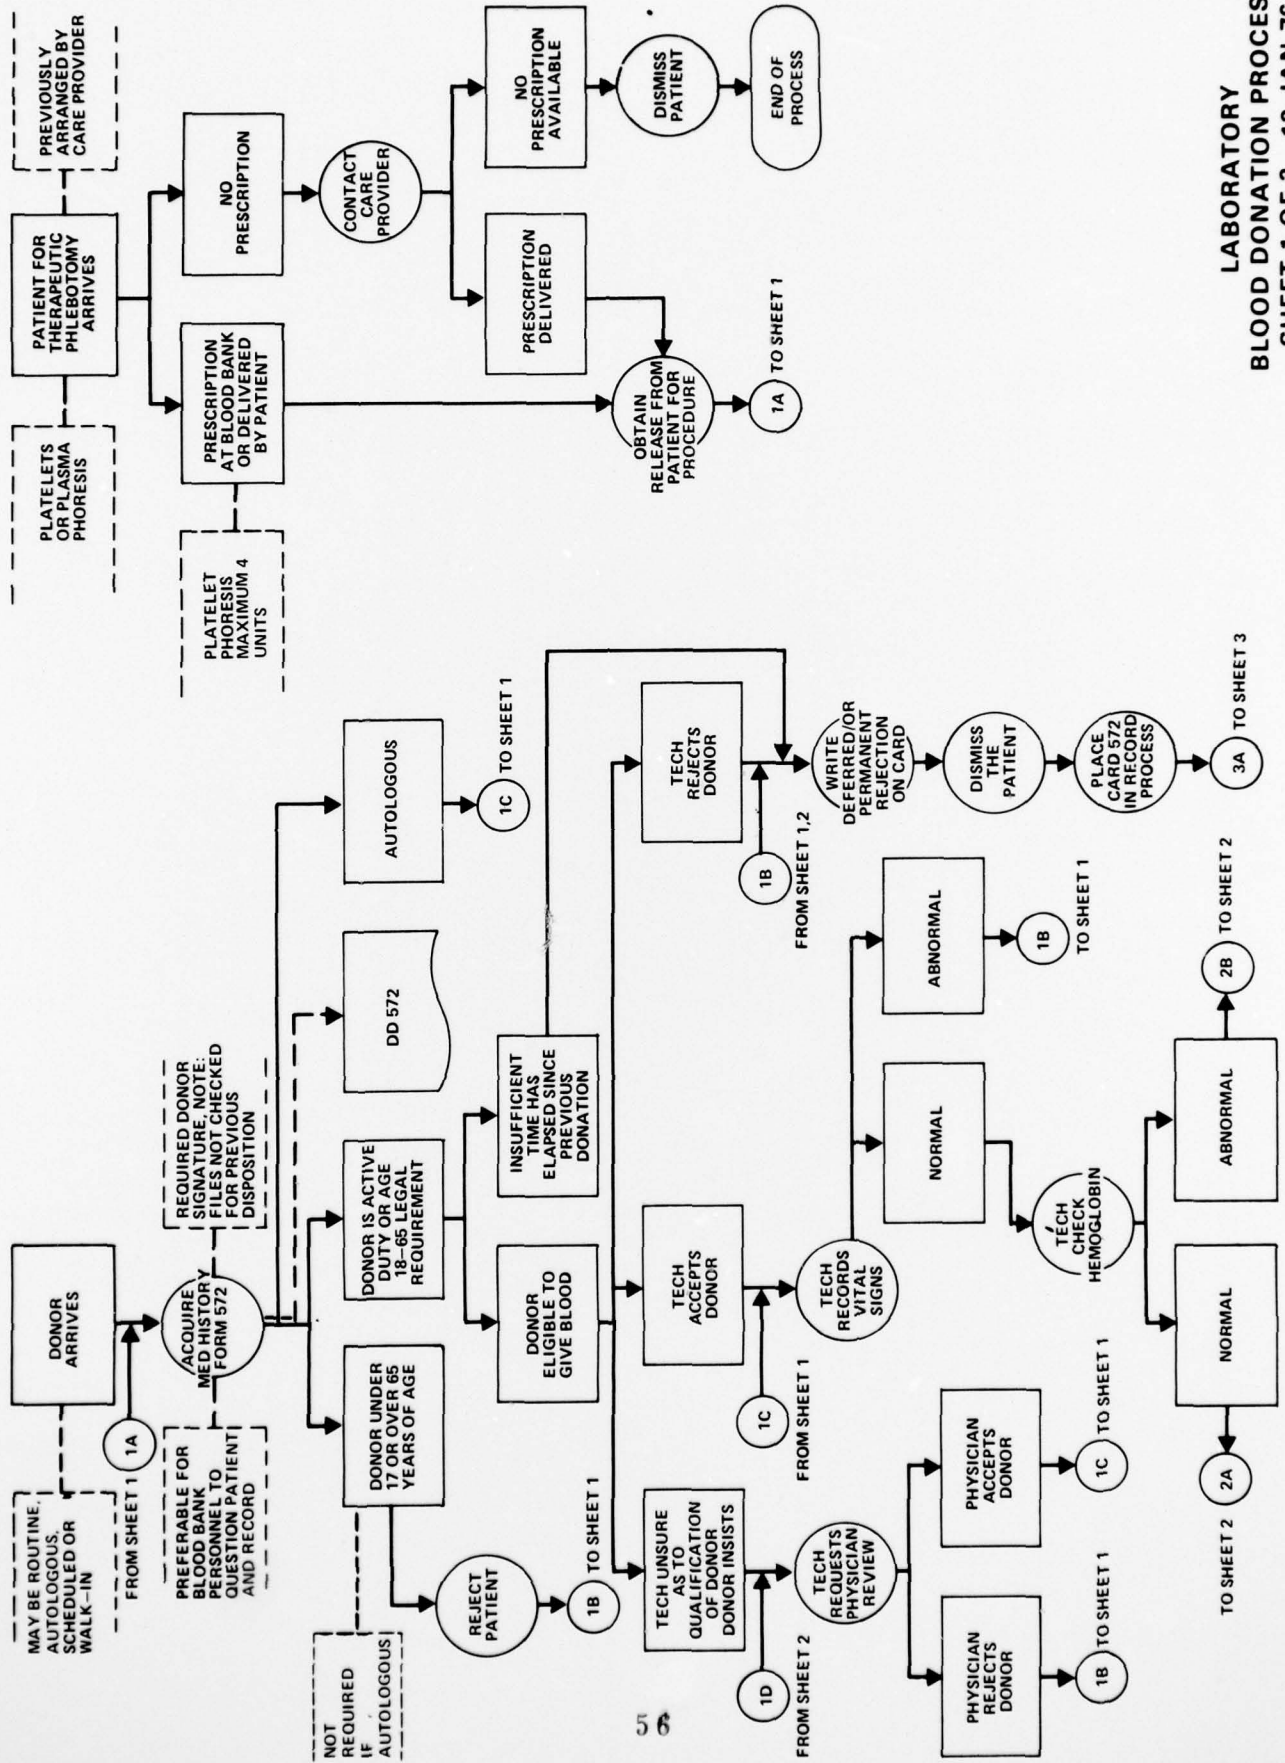 MAY BE ROUTINE,
AUTOLOGOUS,
SCHEDULED OR
WALK–IN
DONOR
ARRIVES
1A
FROM SHEET 1
PREFERABLE FOR
BLOOD BANK
PERSONNEL TO
QUESTION PATIENT
AND RECORD
ACQUIRE
MED HISTORY
FORM 572
REQUIRED DONOR
SIGNATURE, NOTE:
FILES NOT CHECKED
FOR PREVIOUS
DISPOSITION
NOT
REQUIRED
IF
AUTOLOGOUS
DONOR UNDER
17 OR OVER 65
YEARS OF AGE
DONOR IS ACTIVE
DUTY OR AGE
18–65 LEGAL
REQUIREMENT
DD 572
AUTOLOGOUS
1C
TO SHEET 1
REJECT
PATIENT
1B
TO SHEET 1
DONOR
ELIGIBLE TO
GIVE BLOOD
INSUFFICIENT
TIME HAS
ELAPSED SINCE
PREVIOUS
DONATION
TECH UNSURE
AS TO
QUALIFICATION
OF DONOR
DONOR INSISTS
TECH
ACCEPTS
DONOR
TECH
REJECTS
DONOR
1D
FROM SHEET 2
1C
FROM SHEET 1
1B
FROM SHEET 1,2
TECH
REQUESTS
PHYSICIAN
REVIEW
TECH
RECORDS
VITAL
SIGNS
WRITE
DEFERRED/OR
PERMANENT
REJECTION
ON CARD
PHYSICIAN
REJECTS
DONOR
PHYSICIAN
ACCEPTS
DONOR
NORMAL
ABNORMAL
DISMISS
THE
PATIENT
1B
TO SHEET 1
1C
TO SHEET 1
TECH
CHECK
HEMOGLOBIN
1B
TO SHEET 1
PLACE
CARD 572
IN RECORD
PROCESS
TO SHEET 2
2A
NORMAL
ABNORMAL
2B
TO SHEET 2
3A
TO SHEET 3
PLATELETS
OR PLASMA
PHORESIS
PATIENT FOR
THERAPEUTIC
PHLEBOTOMY
ARRIVES
PREVIOUSLY
ARRANGED BY
CARE PROVIDER
PLATELET
PHORESIS
MAXIMUM 4
UNITS
PRESCRIPTION
AT BLOOD BANK
OR DELIVERED
BY PATIENT
NO
PRESCRIPTION
CONTACT
CARE
PROVIDER
PRESCRIPTION
DELIVERED
NO
PRESCRIPTION
AVAILABLE
OBTAIN
RELEASE FROM
PATIENT FOR
PROCEDURE
DISMISS
PATIENT
1A
TO SHEET 1
END OF
PROCESS
LABORATORY
BLOOD DONATION PROCES
56